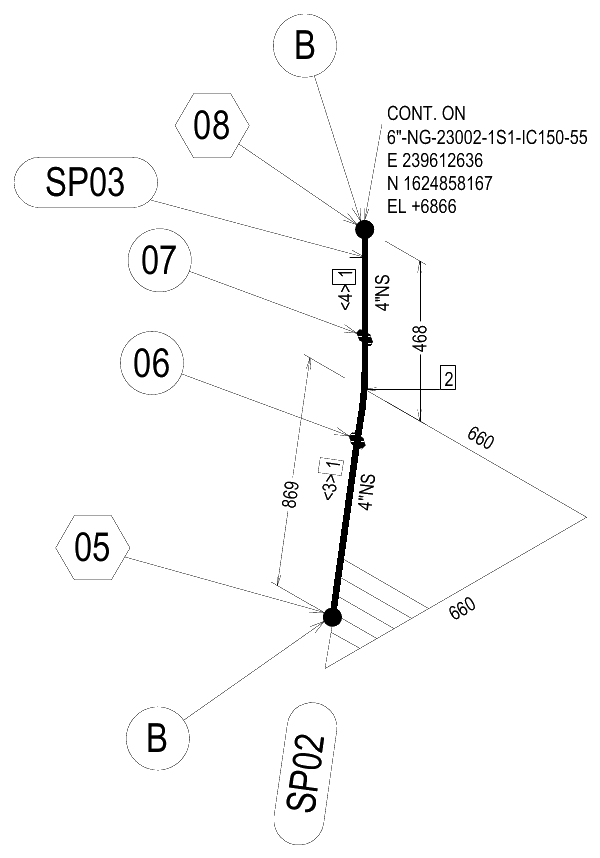 B
08
CONT. ON
6"-NG-23002-1S1-IC150-55
E 239612636
N 1624858167
EL +6866
SP03
07
<4> 1
4"NS
468
06
2
660
<3> 1
4"NS
869
05
660
B
SP02